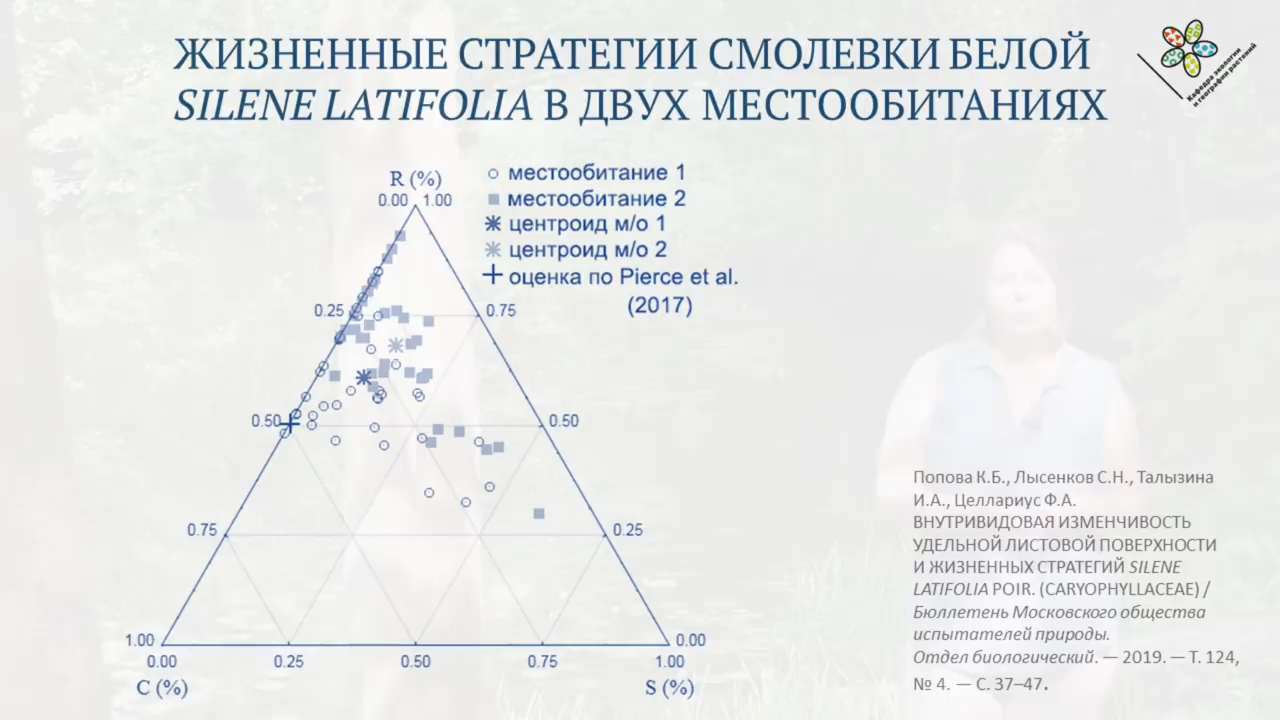 ЖИЗНЕННЫЕ СТРАТЕГИИ СМОЛЕВКИ БЕЛОЙ
SILENE LATIFOLIA В ДВУХ МЕСТООБИТАНИЯХ
Кафедра экологии
и географии растений
R (%)
0.00 1.00
местообитание 1
местообитание 2
центроид м/о 1
центроид м/о 2
оценка по Pierce et al.
(2017)
0.25 0.75
0.50 0.50
0.75 0.25
1.00 0.00
0.00 0.25 0.50 0.75 1.00
C (%) S (%)
Попова К.Б., Лысенков С.Н., Талызина
И.А., Целлариус Ф.А.
ВНУТРИВИДОВАЯ ИЗМЕНЧИВОСТЬ
УДЕЛЬНОЙ ЛИСТОВОЙ ПОВЕРХНОСТИ
И ЖИЗНЕННЫХ СТРАТЕГИЙ SILENE
LATIFOLIA POIR. (CARYOPHYLLACEAE) /
Бюллетень Московского общества
испытателей природы.
Отдел биологический. — 2019. — Т. 124,
№ 4. — С. 37–47.